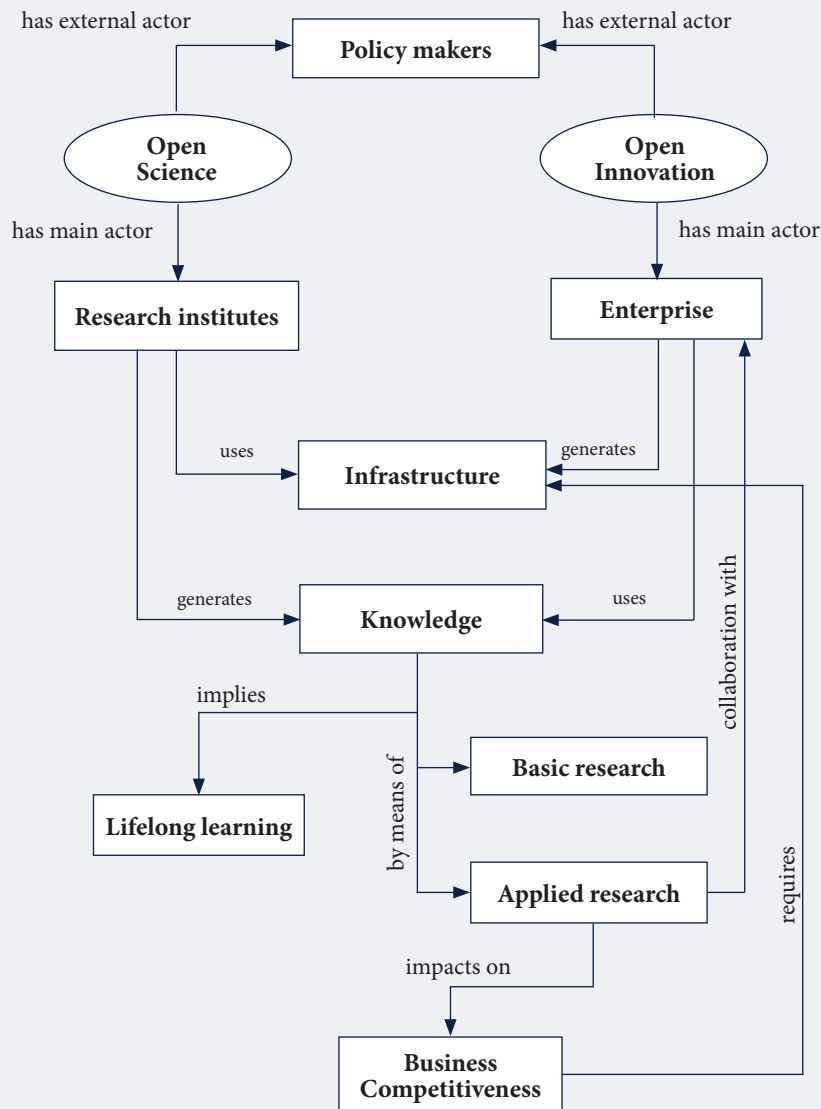 has external actor
has external actor
Policy makers
Open
Science
Open
Innovation
has main actor
has main actor
Research institutes
Enterprise
uses
generates
Infrastructure
generates
uses
Knowledge
collaboration with
implies
by means of
Basic research
Lifelong learning
Applied research
requires
impacts on
Business
Competitiveness